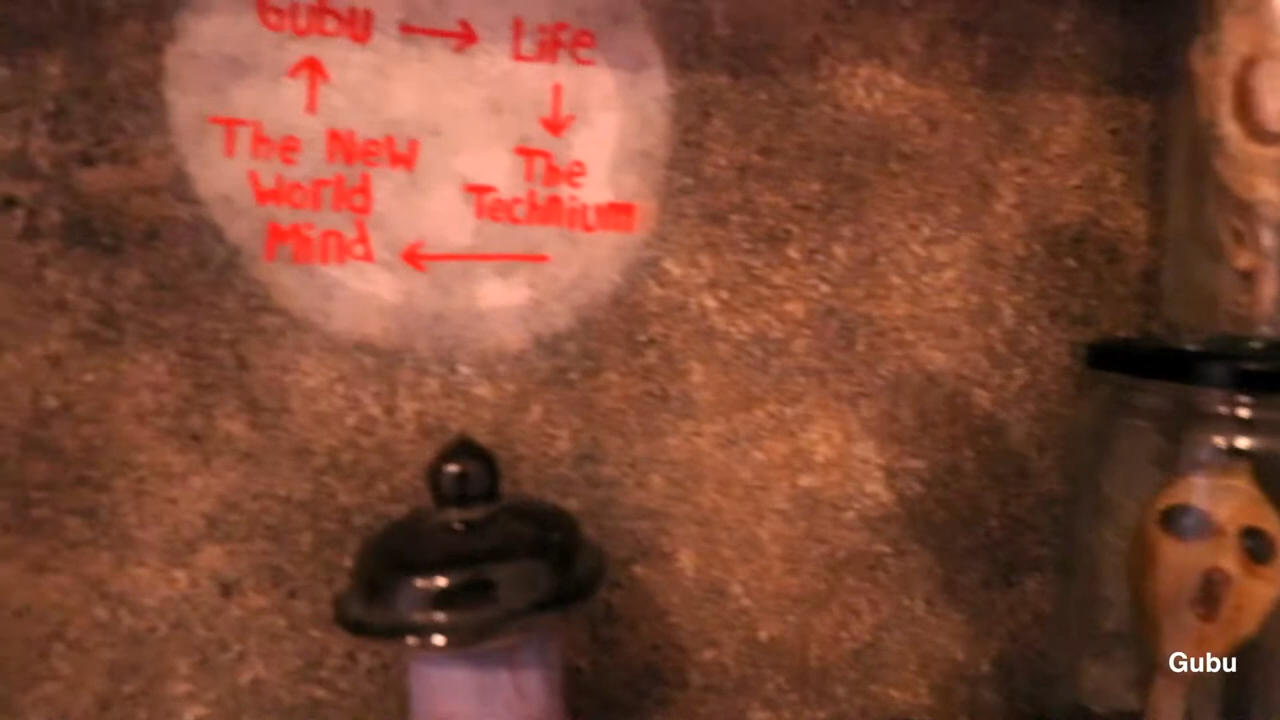 Gubu → Life
↑ ↓
The New
World
Mind
The
Technium
←
Gubu